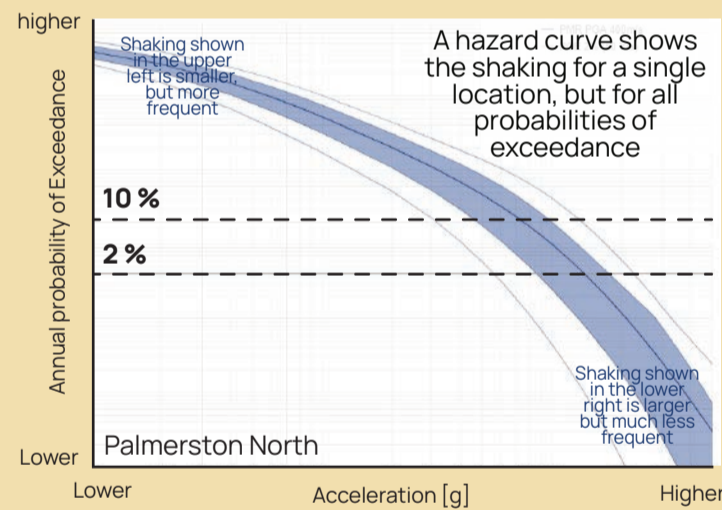 higher
Annual probability of Exceedance
Shaking shown
in the upper
left is smaller,
but more
frequent
A hazard curve shows
the shaking for a single
location, but for all
probabilities of
exceedance
10 %
2 %
Shaking shown
in the lower
right is larger
but much less
frequent
Palmerston North
Lower
Lower
Acceleration [g]
Higher